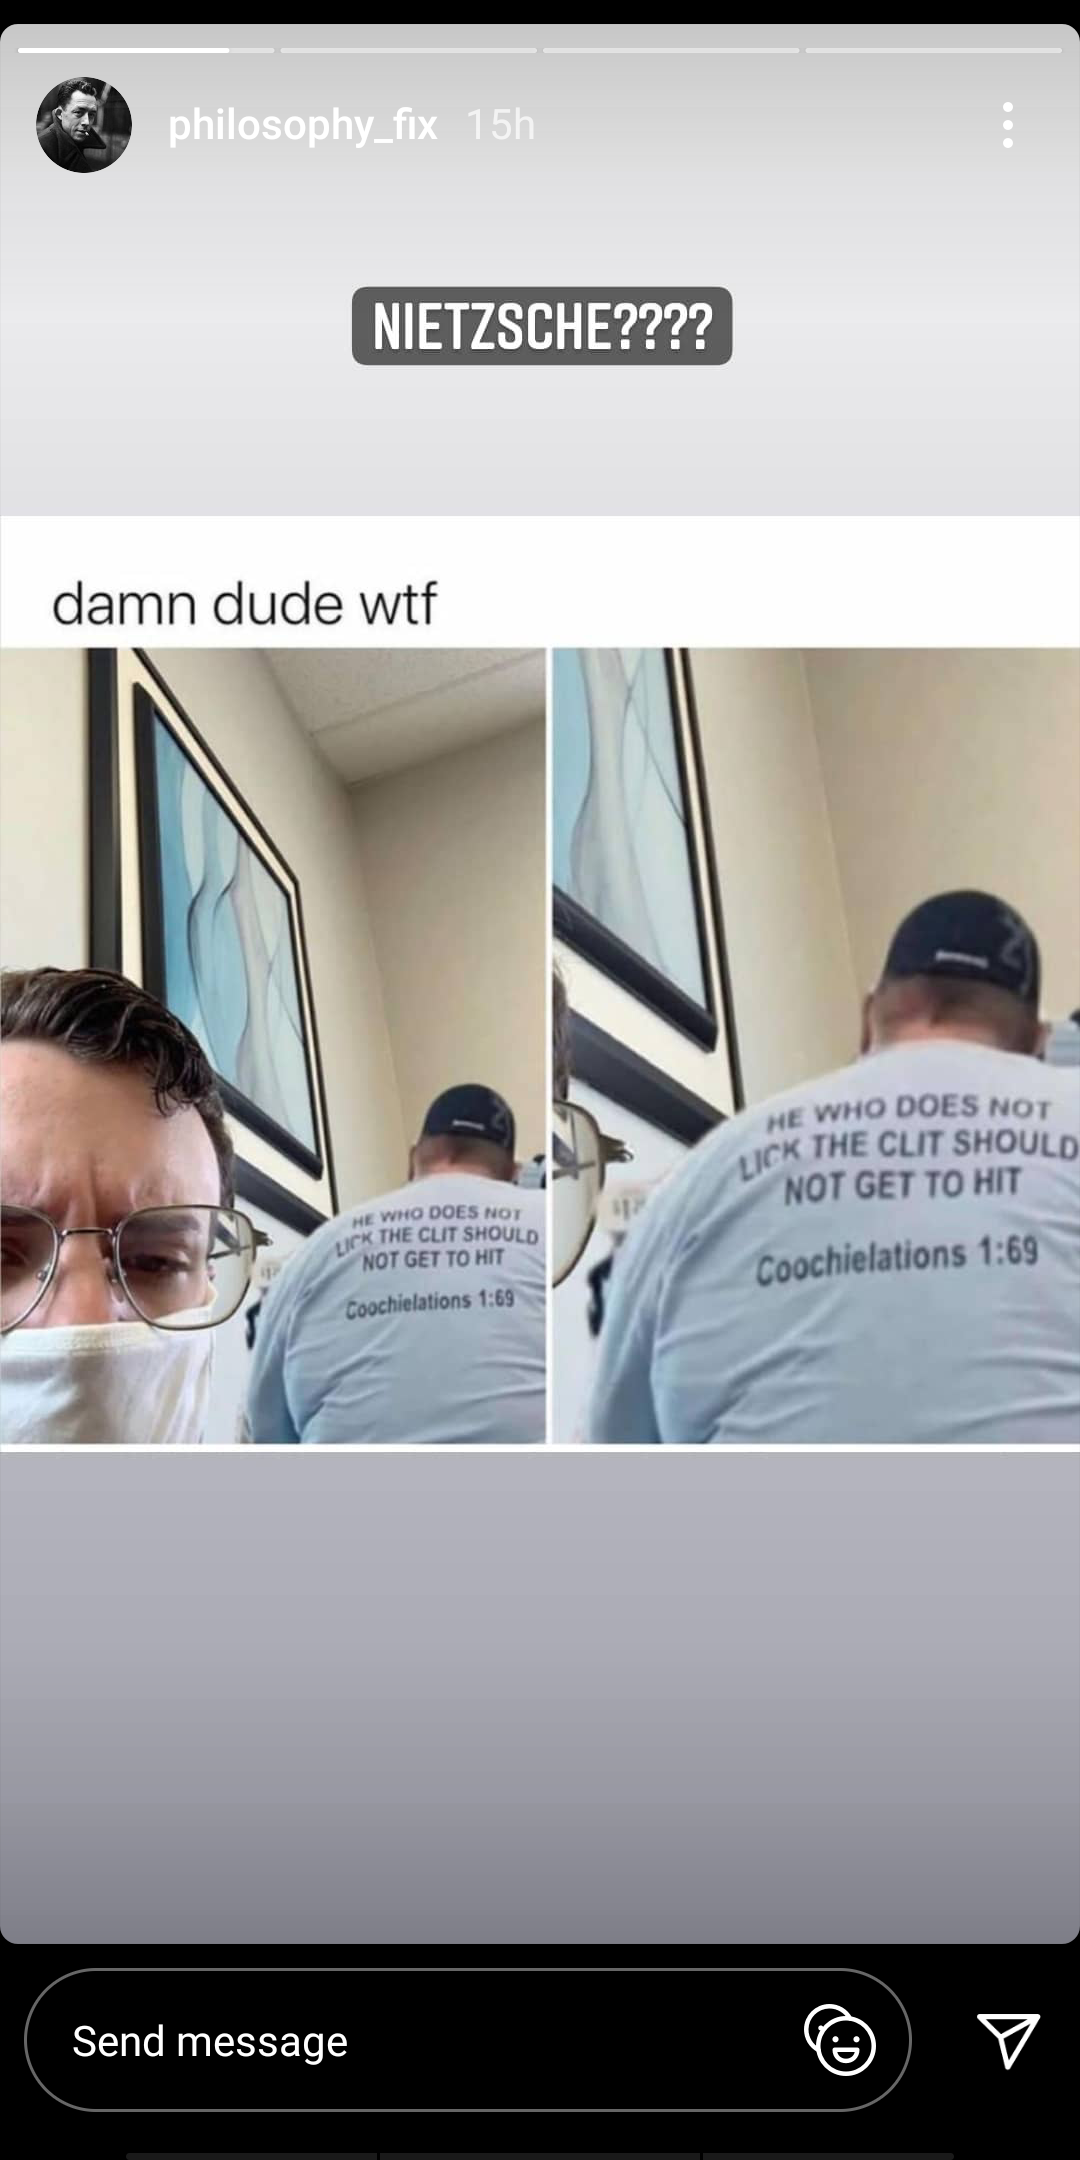 philosophy_fix 15h
NIETZSCHE????
damn dude wtf
HE WHO DOES NOT
LICK THE CLIT SHOULD
NOT GET TO HIT
Coochielations 1:69
HE WHO DOES NOT
LICK THE CLIT SHOULD
NOT GET TO HIT
Coochielations 1:69
Send message